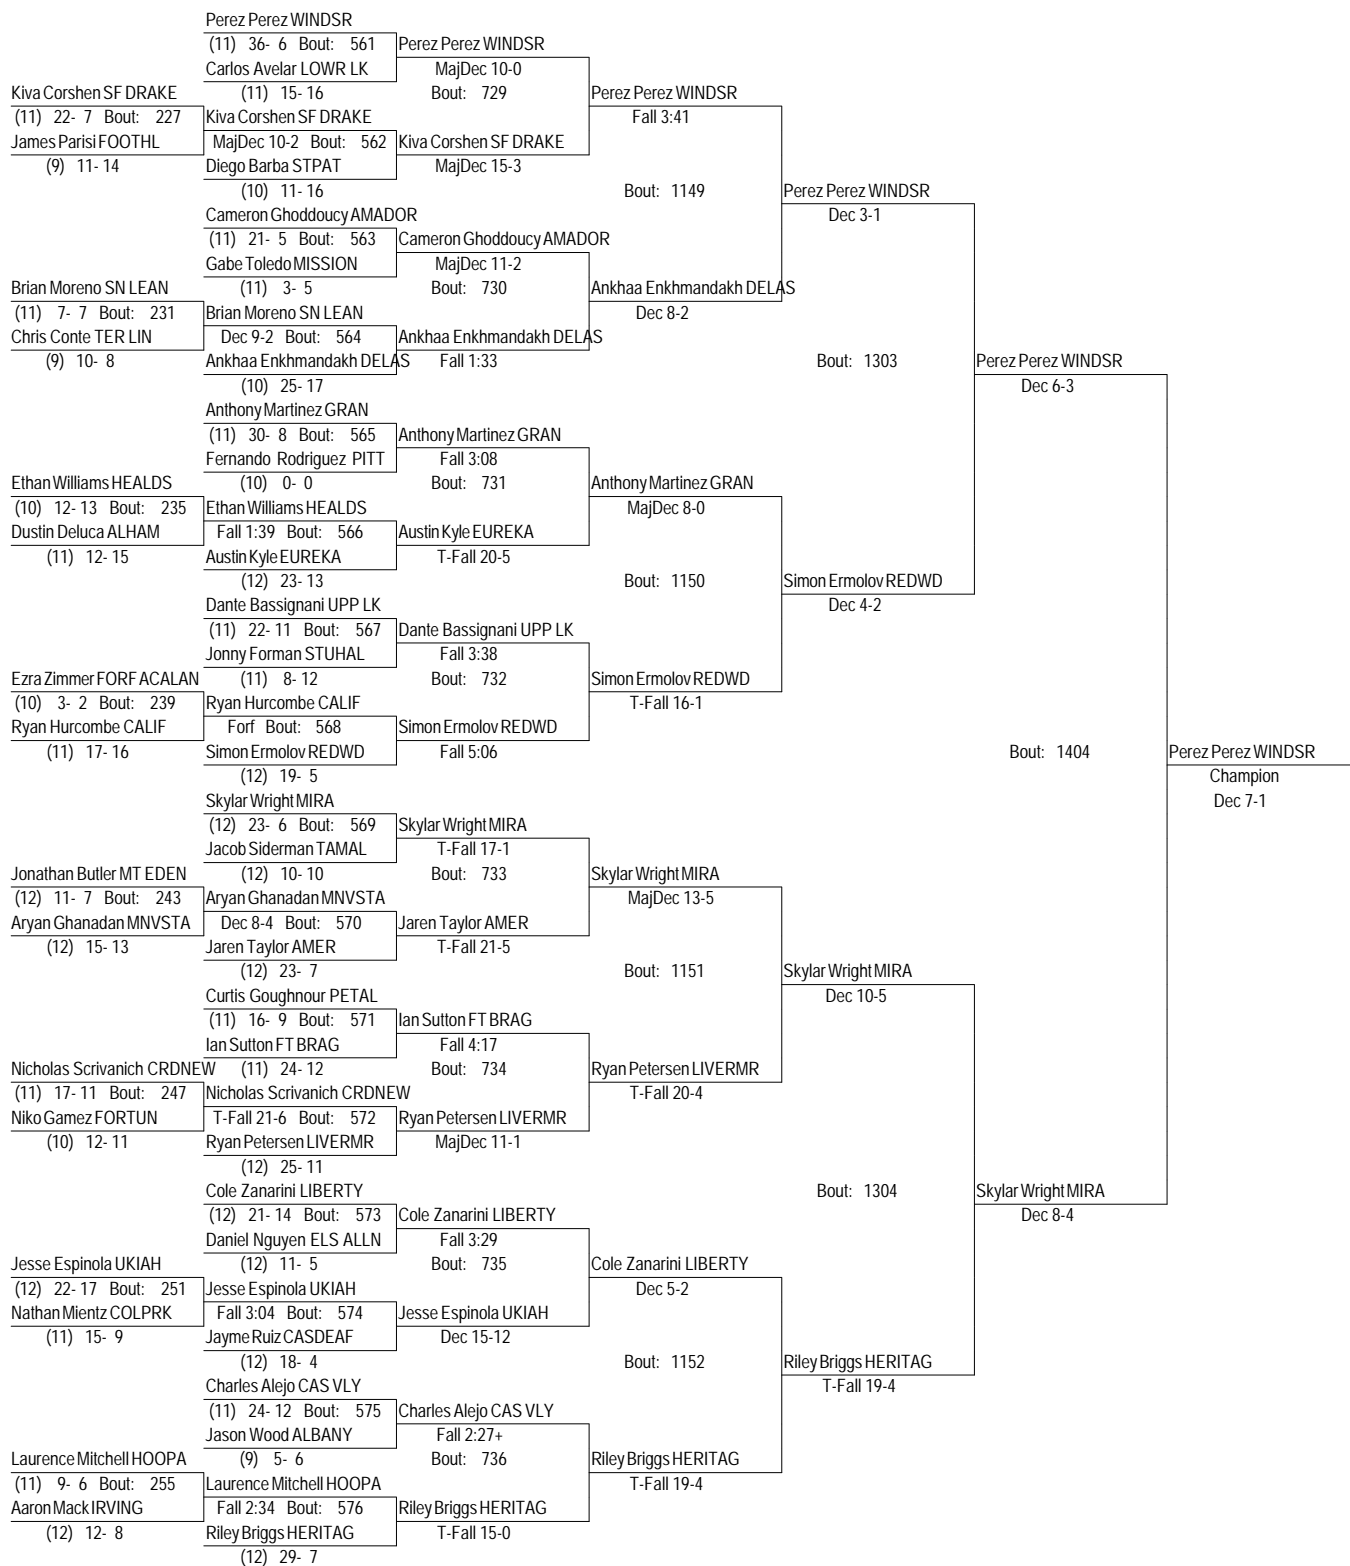 Perez Perez WINDSR
(11) 36- 6 Bout: 561 Perez Perez WINDSR
Carlos Avelar LOWR LK MajDec 10-0
Kiva Corshen SF DRAKE (11) 15- 16 Bout: 729 Perez Perez WINDSR
(11) 22- 7 Bout: 227 Kiva Corshen SF DRAKE Fall 3:41
James Parisi FOOTHL MajDec 10-2 Bout: 562 Kiva Corshen SF DRAKE
(9) 11- 14 Diego Barba STPAT MajDec 15-3
(10) 11- 16 Bout: 1149 Perez Perez WINDSR
Cameron Ghoddoucy AMADOR Dec 3-1
(11) 21- 5 Bout: 563 Cameron Ghoddoucy AMADOR
Gabe Toledo MISSION MajDec 11-2
Brian Moreno SN LEAN (11) 3- 5 Bout: 730 Ankhaa Enkhmandakh DELAS
(11) 7- 7 Bout: 231 Brian Moreno SN LEAN Dec 8-2
Chris Conte TER LIN Dec 9-2 Bout: 564 Ankhaa Enkhmandakh DELAS
(9) 10- 8 Ankhaa Enkhmandakh DELAS Fall 1:33 Bout: 1303 Perez Perez WINDSR
(10) 25- 17 Dec 6-3
Anthony Martinez GRAN
(11) 30- 8 Bout: 565 Anthony Martinez GRAN
Fernando Rodriguez PITT Fall 3:08
Ethan Williams HEALDS (10) 0- 0 Bout: 731 Anthony Martinez GRAN
(10) 12- 13 Bout: 235 Ethan Williams HEALDS MajDec 8-0
Dustin Deluca ALHAM Fall 1:39 Bout: 566 Austin Kyle EUREKA
(11) 12- 15 Austin Kyle EUREKA T-Fall 20-5
(12) 23- 13 Bout: 1150 Simon Ermolov REDWD
Dante Bassignani UPP LK Dec 4-2
(11) 22- 11 Bout: 567 Dante Bassignani UPP LK
Jonny Forman STUHAL Fall 3:38
Ezra Zimmer FORF ACALAN (11) 8- 12 Bout: 732 Simon Ermolov REDWD
(10) 3- 2 Bout: 239 Ryan Hurcombe CALIF T-Fall 16-1
Ryan Hurcombe CALIF Forf Bout: 568 Simon Ermolov REDWD
(11) 17- 16 Simon Ermolov REDWD Fall 5:06 Bout: 1404 Perez Perez WINDSR
(12) 19- 5 Champion
Skylar Wright MIRA Dec 7-1
(12) 23- 6 Bout: 569 Skylar Wright MIRA
Jacob Siderman TAMAL T-Fall 17-1
Jonathan Butler MT EDEN (12) 10- 10 Bout: 733 Skylar Wright MIRA
(12) 11- 7 Bout: 243 Aryan Ghanadan MNVSTA MajDec 13-5
Aryan Ghanadan MNVSTA Dec 8-4 Bout: 570 Jaren Taylor AMER
(12) 15- 13 Jaren Taylor AMER T-Fall 21-5
(12) 23- 7 Bout: 1151 Skylar Wright MIRA
Curtis Goughnour PETAL Dec 10-5
(11) 16- 9 Bout: 571 Ian Sutton FT BRAG
Ian Sutton FT BRAG Fall 4:17
Nicholas Scrivanich CRDNEW (11) 24- 12 Bout: 734 Ryan Petersen LIVERMR
(11) 17- 11 Bout: 247 Nicholas Scrivanich CRDNEW T-Fall 20-4
Niko Gamez FORTUN T-Fall 21-6 Bout: 572 Ryan Petersen LIVERMR
(10) 12- 11 Ryan Petersen LIVERMR MajDec 11-1
(12) 25- 11
Cole Zanarini LIBERTY Bout: 1304 Skylar Wright MIRA
(12) 21- 14 Bout: 573 Cole Zanarini LIBERTY Dec 8-4
Daniel Nguyen ELS ALLN Fall 3:29
Jesse Espinola UKIAH (12) 11- 5 Bout: 735 Cole Zanarini LIBERTY
(12) 22- 17 Bout: 251 Jesse Espinola UKIAH Dec 5-2
Nathan Mientz COLPRK Fall 3:04 Bout: 574 Jesse Espinola UKIAH
(11) 15- 9 Jayme Ruiz CASDEAF Dec 15-12
(12) 18- 4 Bout: 1152 Riley Briggs HERITAG
Charles Alejo CAS VLY T-Fall 19-4
(11) 24- 12 Bout: 575 Charles Alejo CAS VLY
Jason Wood ALBANY Fall 2:27+
Laurence Mitchell HOOPA (9) 5- 6 Bout: 736 Riley Briggs HERITAG
(11) 9- 6 Bout: 255 Laurence Mitchell HOOPA T-Fall 19-4
Aaron Mack IRVING Fall 2:34 Bout: 576 Riley Briggs HERITAG
(12) 12- 8 Riley Briggs HERITAG T-Fall 15-0
(12) 29- 7